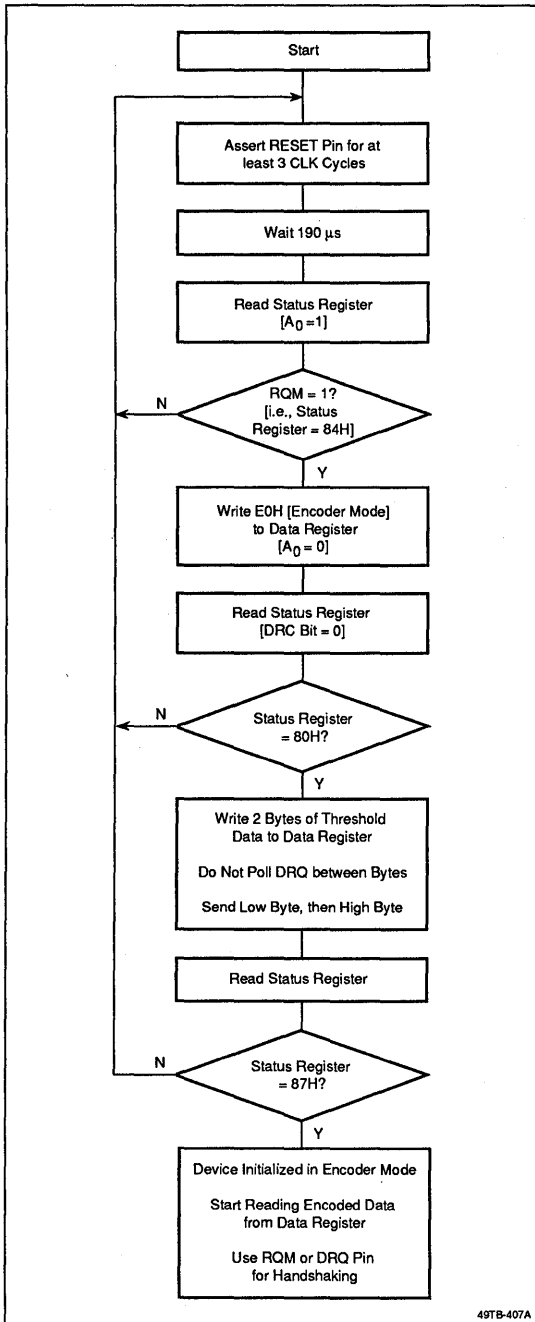 Start
Assert RESET Pin for at
least 3 CLK Cycles
Wait 190 µs
Read Status Register
[A0 =1]
RQM = 1?
[i.e., Status
Register = 84H]
N
Y
Write E0H [Encoder Mode]
to Data Register
[A0 = 0]
Read Status Register
[DRC Bit = 0]
N
Status Register
= 80H?
Y
Write 2 Bytes of Threshold
Data to Data Register
Do Not Poll DRQ between Bytes
Send Low Byte, then High Byte
Read Status Register
N
Status Register
= 87H?
Y
Device Initialized in Encoder Mode
Start Reading Encoded Data
from Data Register
Use RQM or DRQ Pin
for Handshaking
49TB-407A